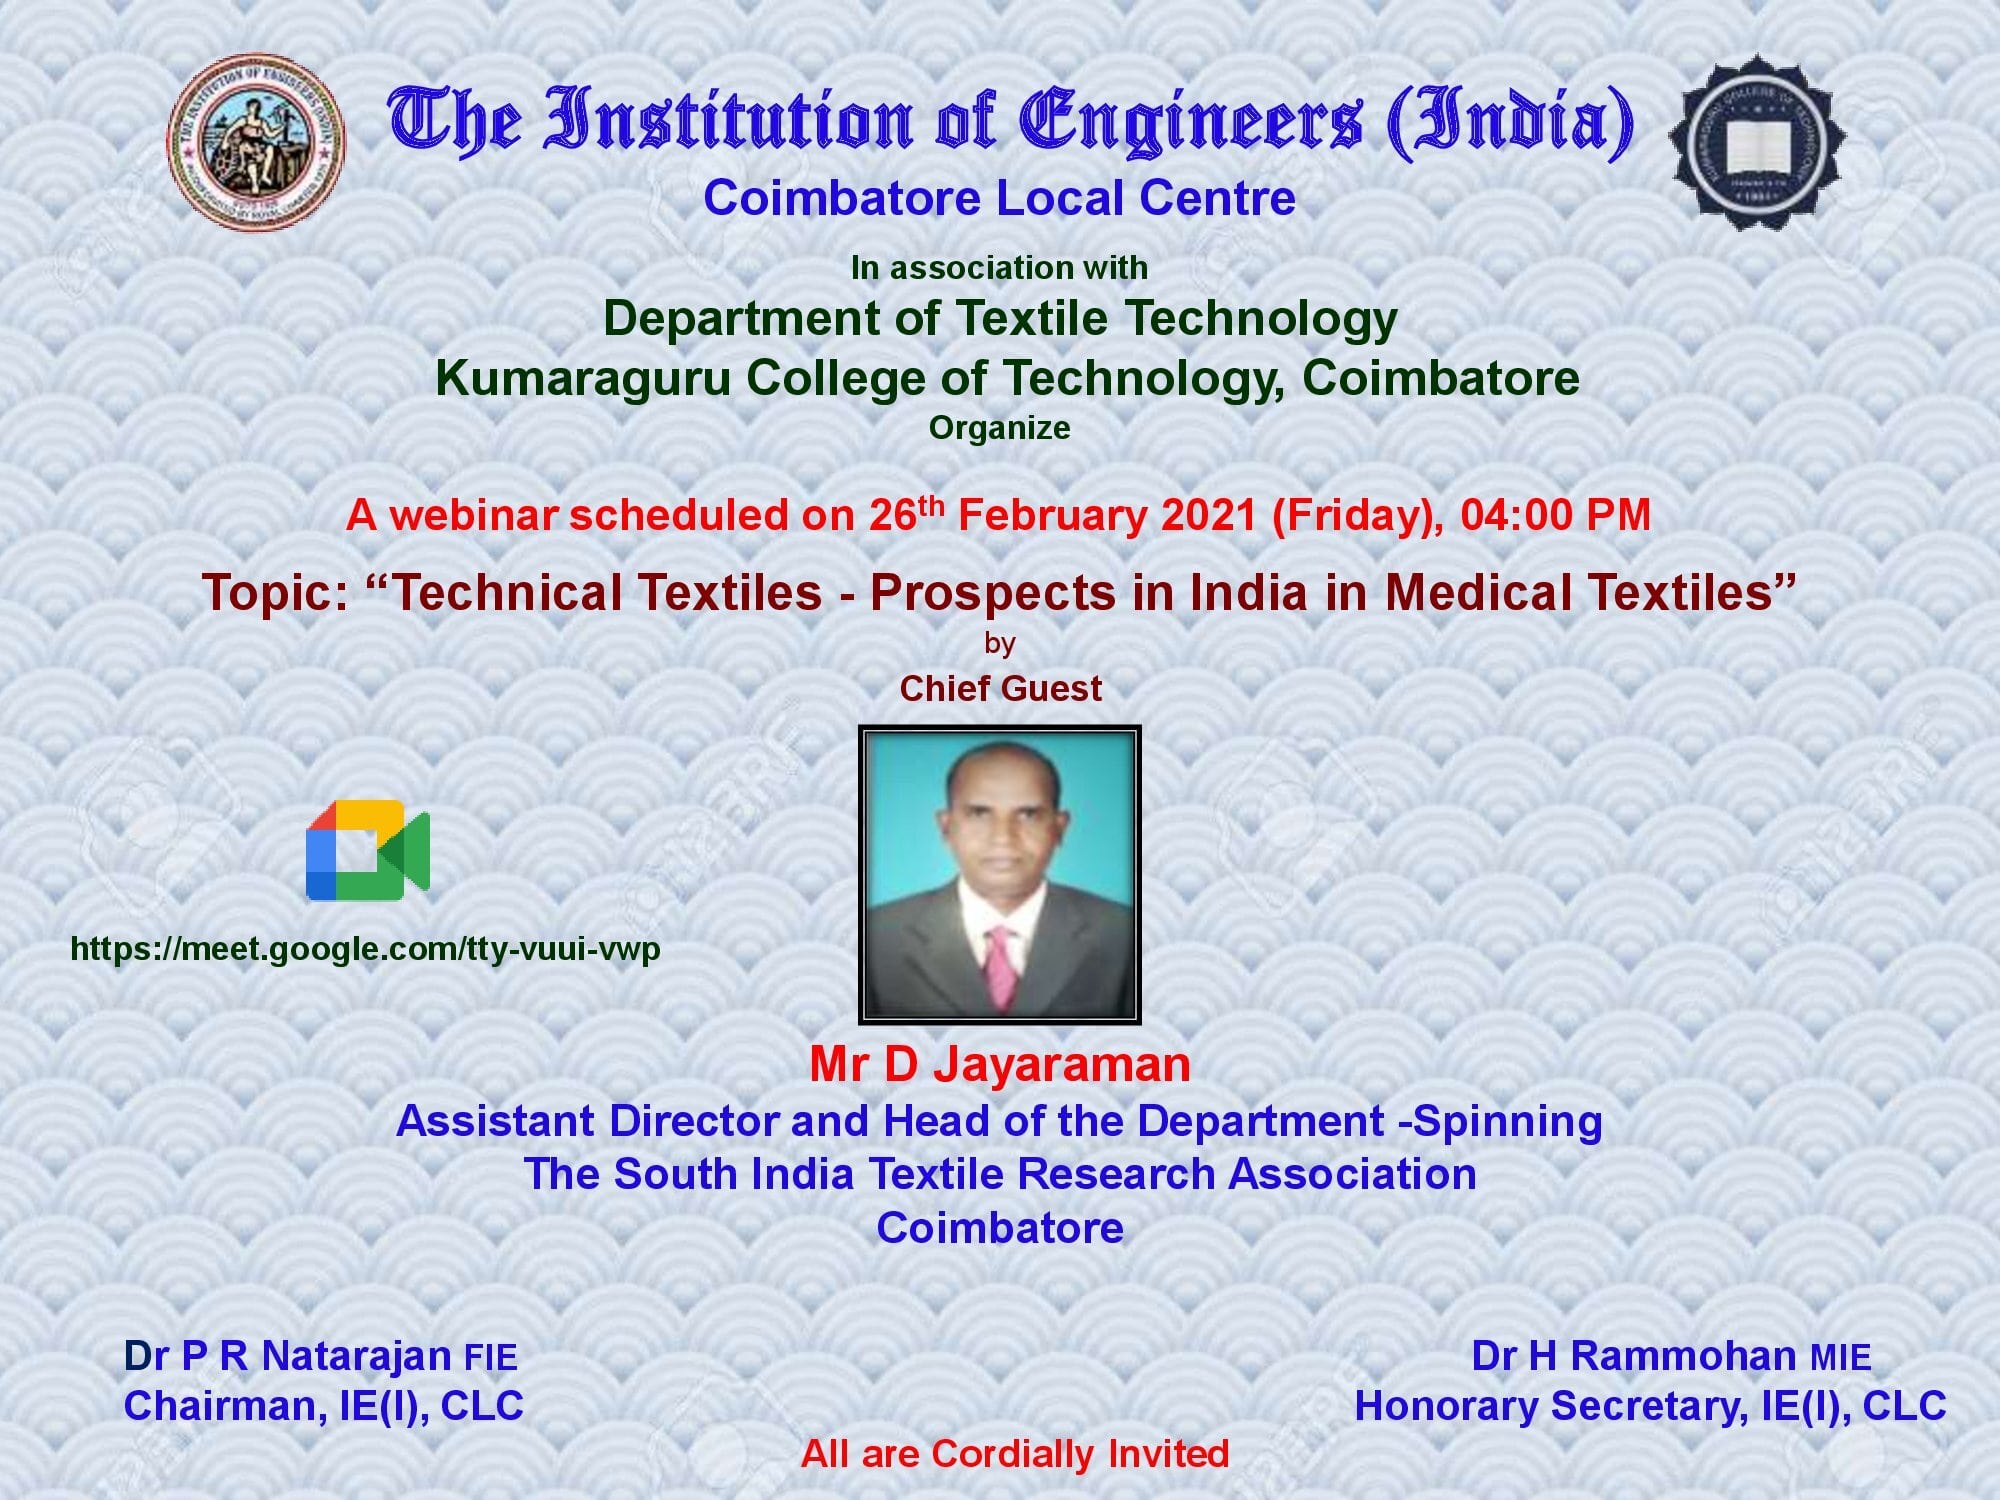 The Institution of Engineers (India)
Coimbatore Local Centre
In association with
Department of Textile Technology
Kumaraguru College of Technology, Coimbatore
Organize
A webinar scheduled on 26th February 2021 (Friday), 04:00 PM
Topic: “Technical Textiles - Prospects in India in Medical Textiles”
by
Chief Guest
https://meet.google.com/tty-vuui-vwp
Mr D Jayaraman
Assistant Director and Head of the Department -Spinning
The South India Textile Research Association
Coimbatore
Dr P R Natarajan FIE
Chairman, IE(I), CLC
Dr H Rammohan MIE
Honorary Secretary, IE(I), CLC
All are Cordially Invited